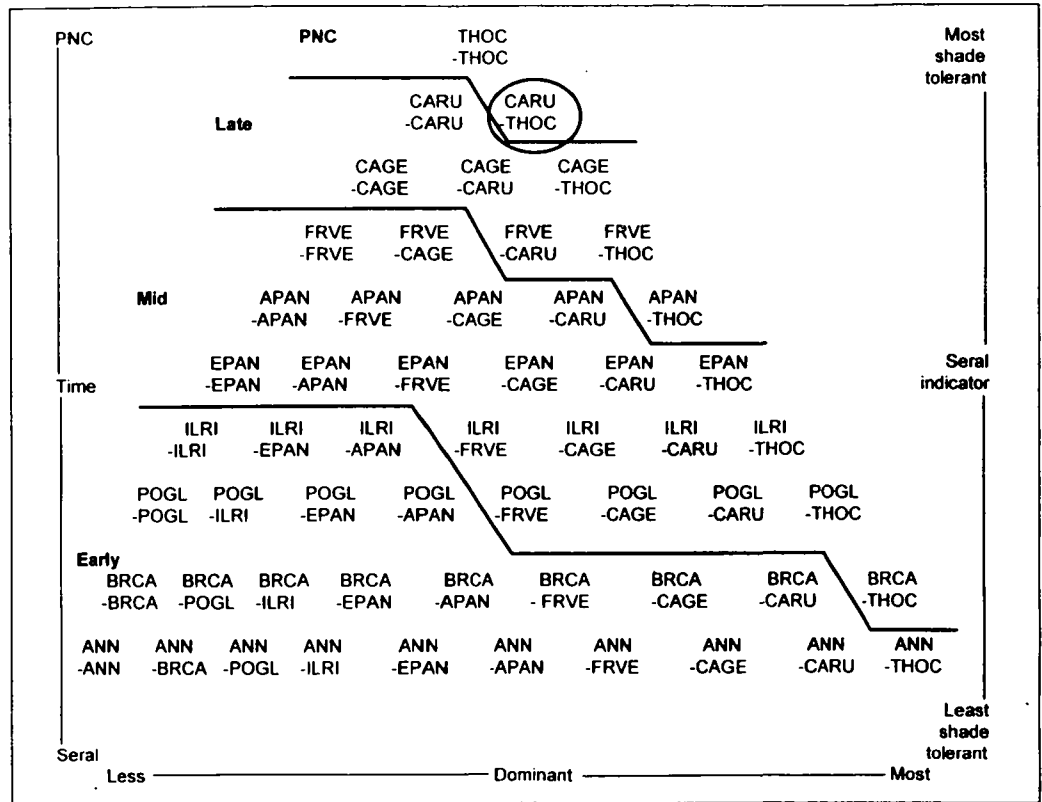 PNC PNC THOC Most
-THOC shade
tolerant
CARU CARU
Late -CARU -THOC
CAGE CAGE CAGE
-CAGE -CARU -THOC
FRVE FRVE FRVE FRVE
-FRVE -CAGE -CARU -THOC
Mid APAN APAN APAN APAN APAN
-APAN -FRVE -CAGE -CARU -THOC
EPAN EPAN EPAN EPAN EPAN EPAN Seral
Time -EPAN -APAN -FRVE -CAGE -CARU -THOC indicator
ILRI ILRI ILRI ILRI ILRI ILRI ILRI
-ILRI -EPAN -APAN -FRVE -CAGE -CARU -THOC
POGL POGL POGL POGL POGL POGL POGL POGL
-POGL -ILRI -EPAN -APAN -FRVE -CAGE -CARU -THOC
Early
BRCA BRCA BRCA BRCA BRCA BRCA BRCA BRCA BRCA
-BRCA -POGL -ILRI -EPAN -APAN - FRVE -CAGE -CARU -THOC
ANN ANN ANN ANN ANN ANN ANN ANN ANN ANN
-ANN -BRCA -POGL -ILRI -EPAN -APAN -FRVE -CAGE -CARU -THOC
Least
shade
Seral tolerant
Less Dominant Most